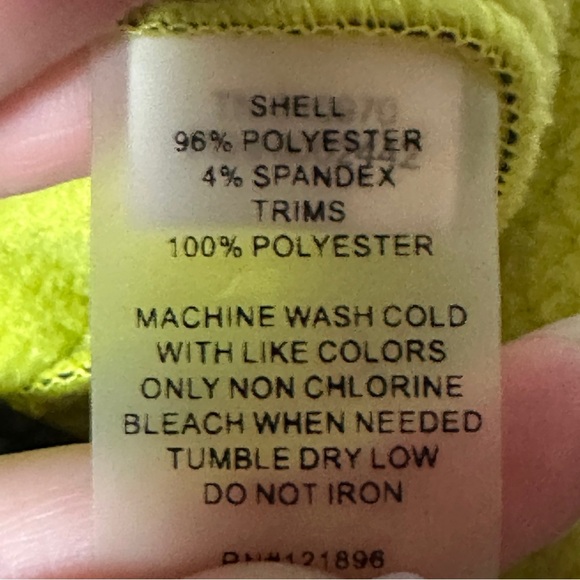 SHELL
96% POLYESTER
4% SPANDEX
TRIMS
100% POLYESTER
MACHINE WASH COLD
WITH LIKE COLORS
ONLY NON CHLORINE
BLEACH WHEN NEEDED
TUMBLE DRY LOW
DO NOT IRON
RN#121896